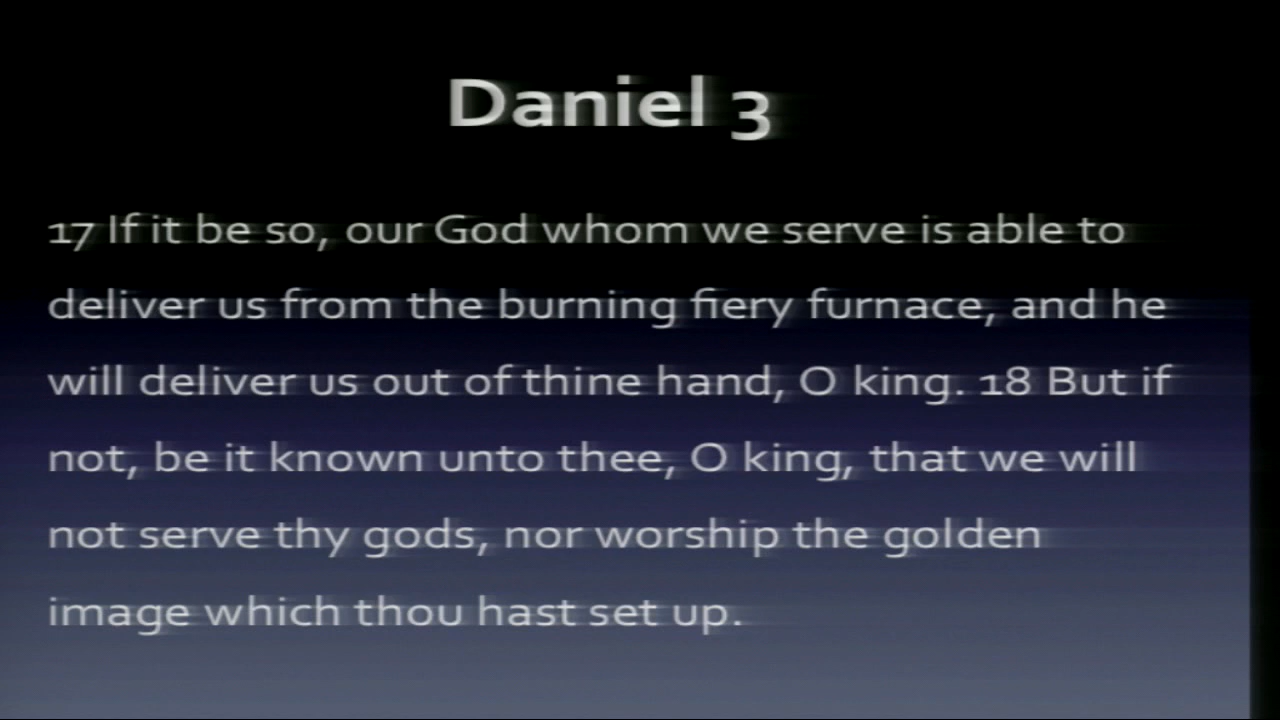 Daniel 3
17 If it be so, our God whom we serve is able to
deliver us from the burning fiery furnace, and he
will deliver us out of thine hand, O king. 18 But if
not, be it known unto thee, O king, that we will
not serve thy gods, nor worship the golden
image which thou hast set up.